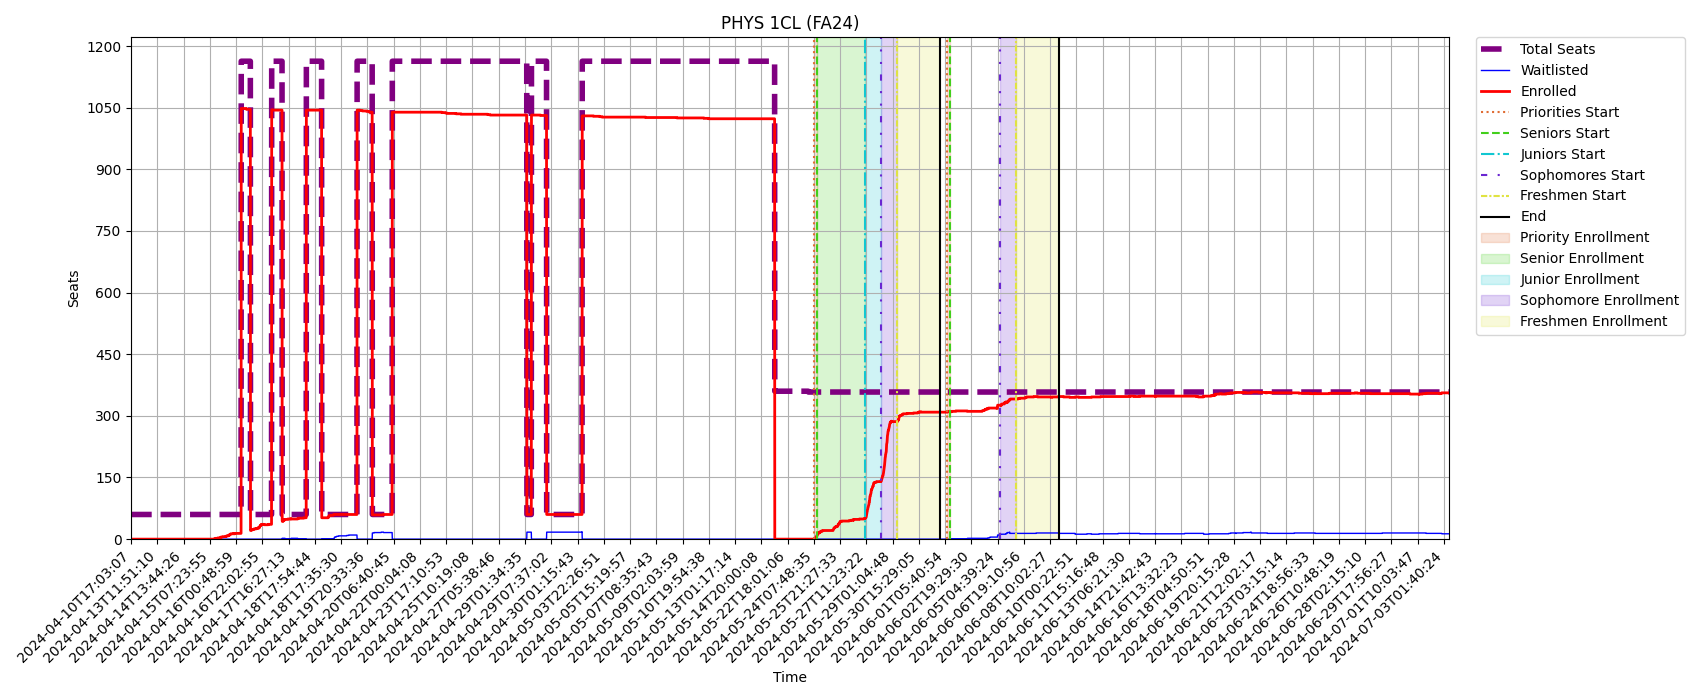 PHYS 1CL (FA24)
Seats
1200
1050
900
750
600
450
300
150
0
2024-04-10T17:03:07
2024-04-13T11:51:10
2024-04-14T13:44:26
2024-04-15T07:23:55
2024-04-16T00:48:59
2024-04-16T22:02:55
2024-04-17T16:27:13
2024-04-18T17:54:44
2024-04-18T17:35:30
2024-04-19T20:33:36
2024-04-20T06:40:45
2024-04-22T00:04:08
2024-04-23T17:10:53
2024-04-25T10:19:08
2024-04-27T05:38:46
2024-04-29T01:34:35
2024-04-29T07:37:02
2024-04-30T01:15:43
2024-05-03T22:26:51
2024-05-05T15:19:57
2024-05-07T08:35:43
2024-05-09T02:03:59
2024-05-10T19:54:38
2024-05-13T01:17:14
2024-05-14T20:00:08
2024-05-22T18:01:06
2024-05-24T07:48:35
2024-05-25T21:27:33
2024-05-27T11:23:22
2024-05-29T01:04:48
2024-05-30T15:29:05
2024-06-01T05:40:54
2024-06-02T19:29:30
2024-06-05T04:39:24
2024-06-06T19:10:56
2024-06-08T10:02:27
2024-06-10T00:22:51
2024-06-11T15:16:48
2024-06-13T06:21:30
2024-06-14T21:42:43
2024-06-16T13:32:23
2024-06-18T04:50:51
2024-06-19T20:15:28
2024-06-21T12:02:17
2024-06-23T03:15:14
2024-06-24T18:56:33
2024-06-26T10:48:19
2024-06-28T02:15:10
2024-06-29T17:56:27
2024-07-01T10:03:47
2024-07-03T01:40:24
Time
Total Seats
Waitlisted
Enrolled
Priorities Start
Seniors Start
Juniors Start
Sophomores Start
Freshmen Start
End
Priority Enrollment
Senior Enrollment
Junior Enrollment
Sophomore Enrollment
Freshmen Enrollment